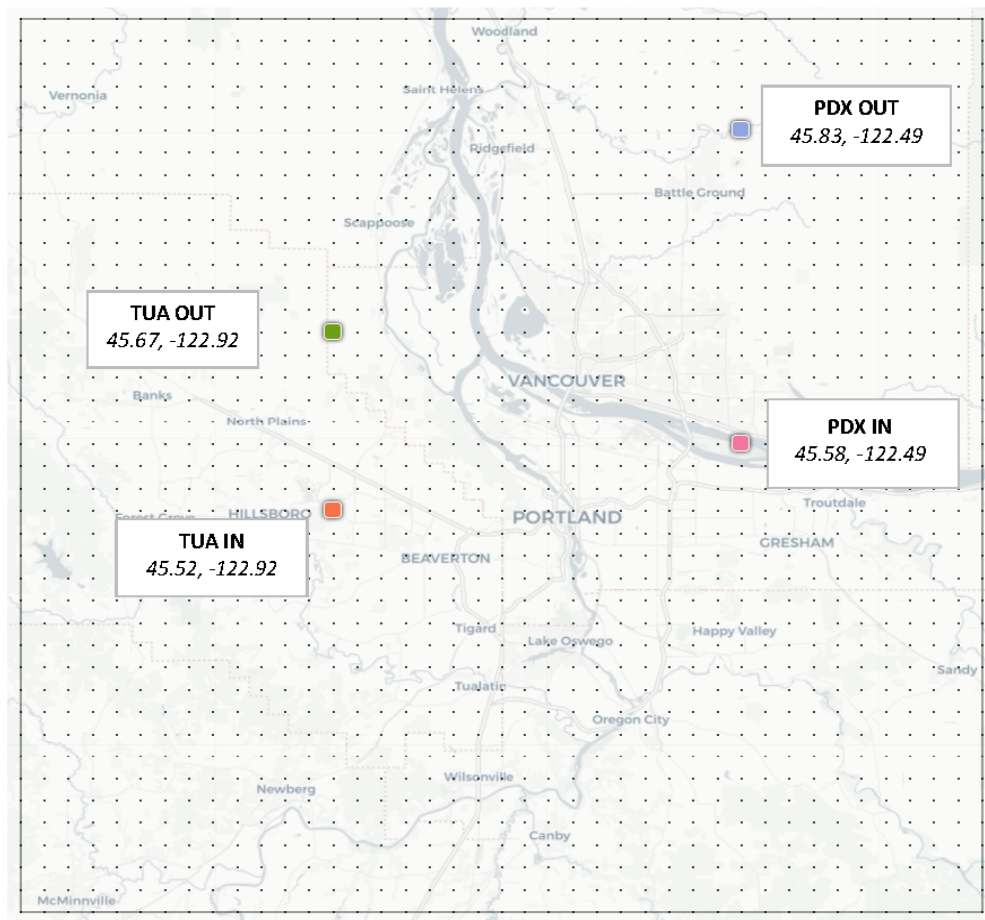 Woodland
Vernonia
Saint Helens
PDX OUT
45.83, -122.49
Ridgefield
Battle Ground
Scappoose
TUA OUT
45.67, -122.92
VANCOUVER
Banks
North Plains
PDX IN
45.58, -122.49
Troutdale
Forest Grove
HILLSBORO
PORTLAND
TUA IN
45.52, -122.92
BEAVERTON
GRESHAM
Tigard
Lake Oswego
Happy Valley
Sandy
Tualatin
Oregon City
Wilsonville
Newberg
Canby
McMinnville